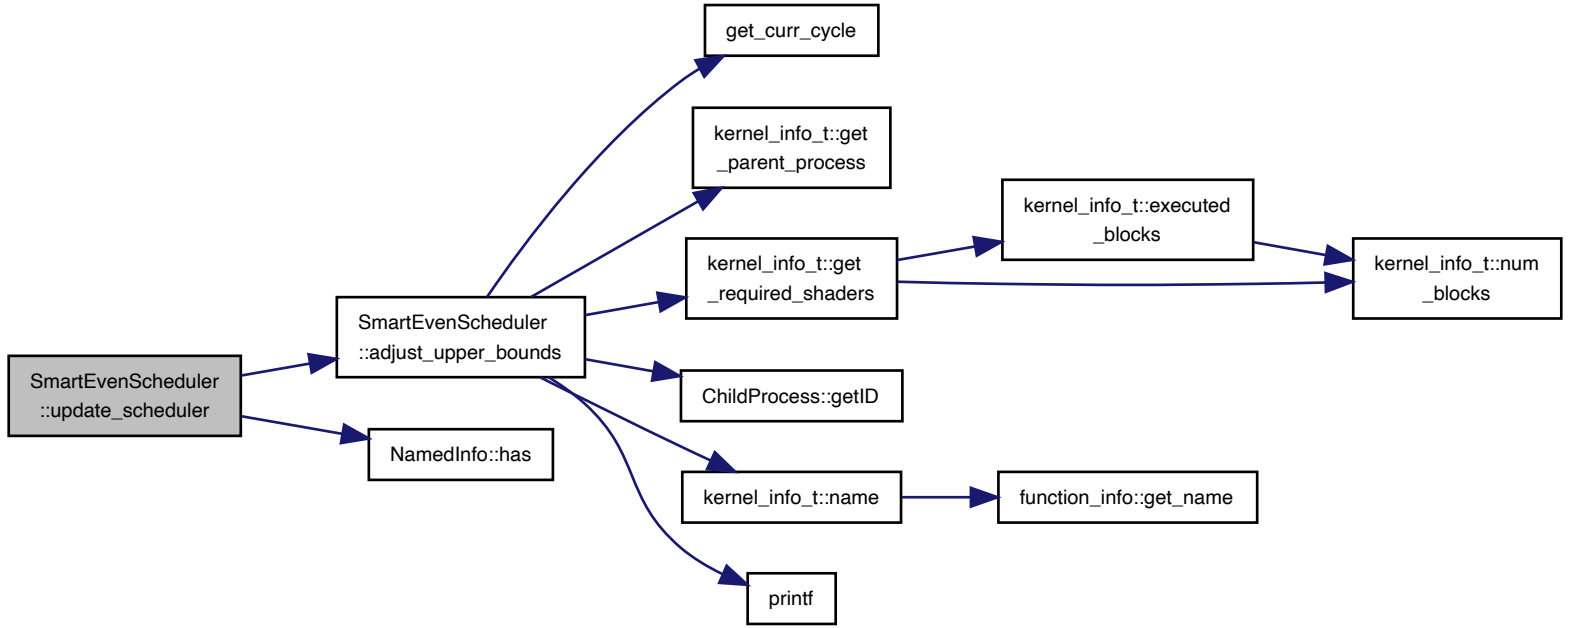 get_curr_cycle
kernel_info_t::get
_parent_process
kernel_info_t::executed
_blocks
kernel_info_t::get
_required_shaders
kernel_info_t::num
_blocks
SmartEvenScheduler
::adjust_upper_bounds
SmartEvenScheduler
::update_scheduler
ChildProcess::getID
NamedInfo::has
kernel_info_t::name
function_info::get_name
printf